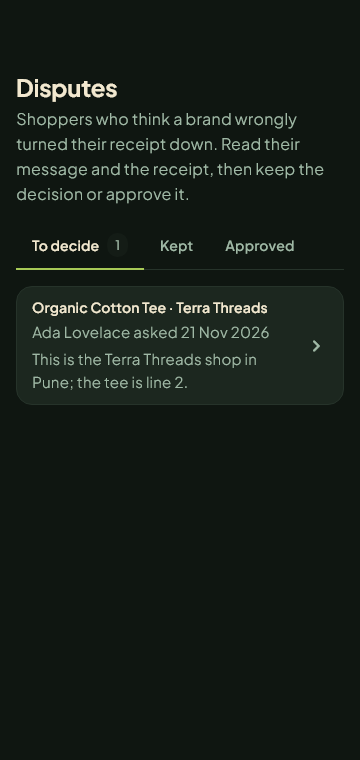 Disputes
Shoppers who think a brand wrongly
turned their receipt down. Read their
message and the receipt, then keep the
decision or approve it.
To decide 1 Kept Approved
Organic Cotton Tee · Terra Threads
Ada Lovelace asked 21 Nov 2026
This is the Terra Threads shop in
Pune; the tee is line 2.